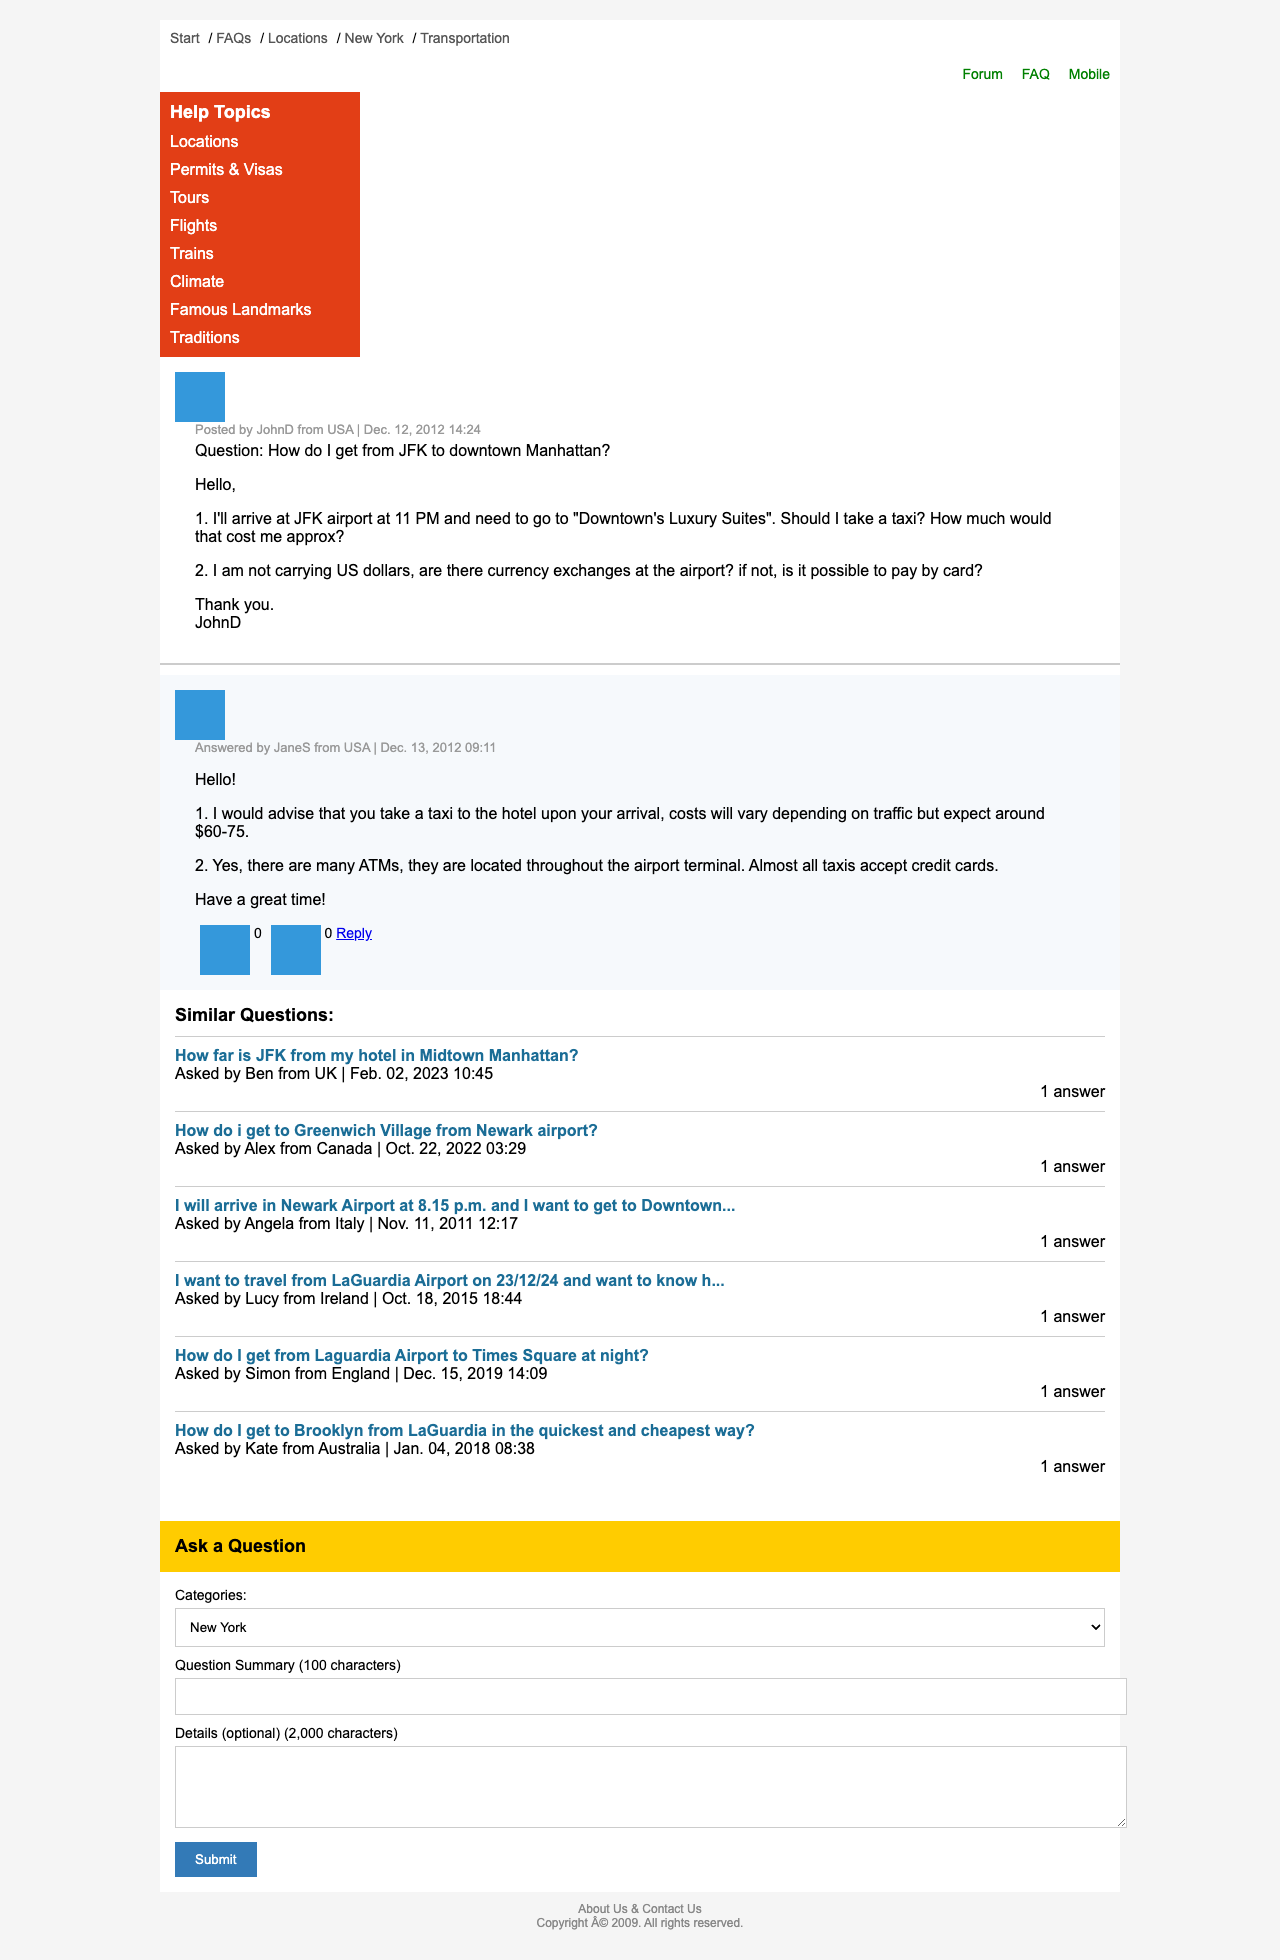 Start / FAQs / Locations / New York / Transportation
Forum FAQ Mobile
Help Topics
Locations
Permits & Visas
Tours
Flights
Trains
Climate
Famous Landmarks
Traditions
Posted by JohnD from USA | Dec. 12, 2012 14:24
Question: How do I get from JFK to downtown Manhattan?
Hello,
1. I'll arrive at JFK airport at 11 PM and need to go to "Downtown's Luxury Suites". Should I take a taxi? How much would
that cost me approx?
2. I am not carrying US dollars, are there currency exchanges at the airport? if not, is it possible to pay by card?
Thank you.
JohnD
Answered by JaneS from USA | Dec. 13, 2012 09:11
Hello!
1. I would advise that you take a taxi to the hotel upon your arrival, costs will vary depending on traffic but expect around
$60-75.
2. Yes, there are many ATMs, they are located throughout the airport terminal. Almost all taxis accept credit cards.
Have a great time!
0 0 Reply
Similar Questions:
How far is JFK from my hotel in Midtown Manhattan?
Asked by Ben from UK | Feb. 02, 2023 10:45
1 answer
How do i get to Greenwich Village from Newark airport?
Asked by Alex from Canada | Oct. 22, 2022 03:29
1 answer
I will arrive in Newark Airport at 8.15 p.m. and I want to get to Downtown...
Asked by Angela from Italy | Nov. 11, 2011 12:17
1 answer
I want to travel from LaGuardia Airport on 23/12/24 and want to know h...
Asked by Lucy from Ireland | Oct. 18, 2015 18:44
1 answer
How do I get from Laguardia Airport to Times Square at night?
Asked by Simon from England | Dec. 15, 2019 14:09
1 answer
How do I get to Brooklyn from LaGuardia in the quickest and cheapest way?
Asked by Kate from Australia | Jan. 04, 2018 08:38
1 answer
Ask a Question
Categories:
New York
Question Summary (100 characters)
Details (optional) (2,000 characters)
Submit
About Us & Contact Us
Copyright Â© 2009. All rights reserved.